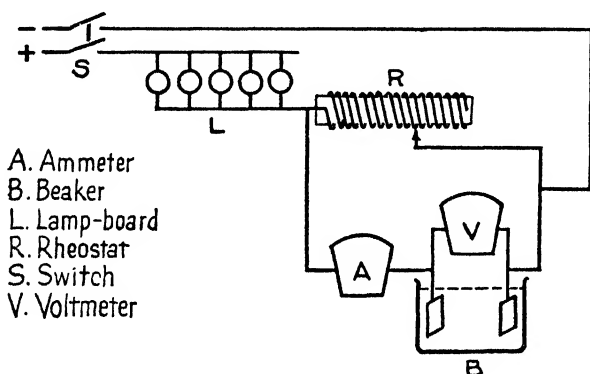 −
+
S
R
L
A. Ammeter
B. Beaker
L. Lamp-board
R. Rheostat
S. Switch
V. Voltmeter
V
A
B